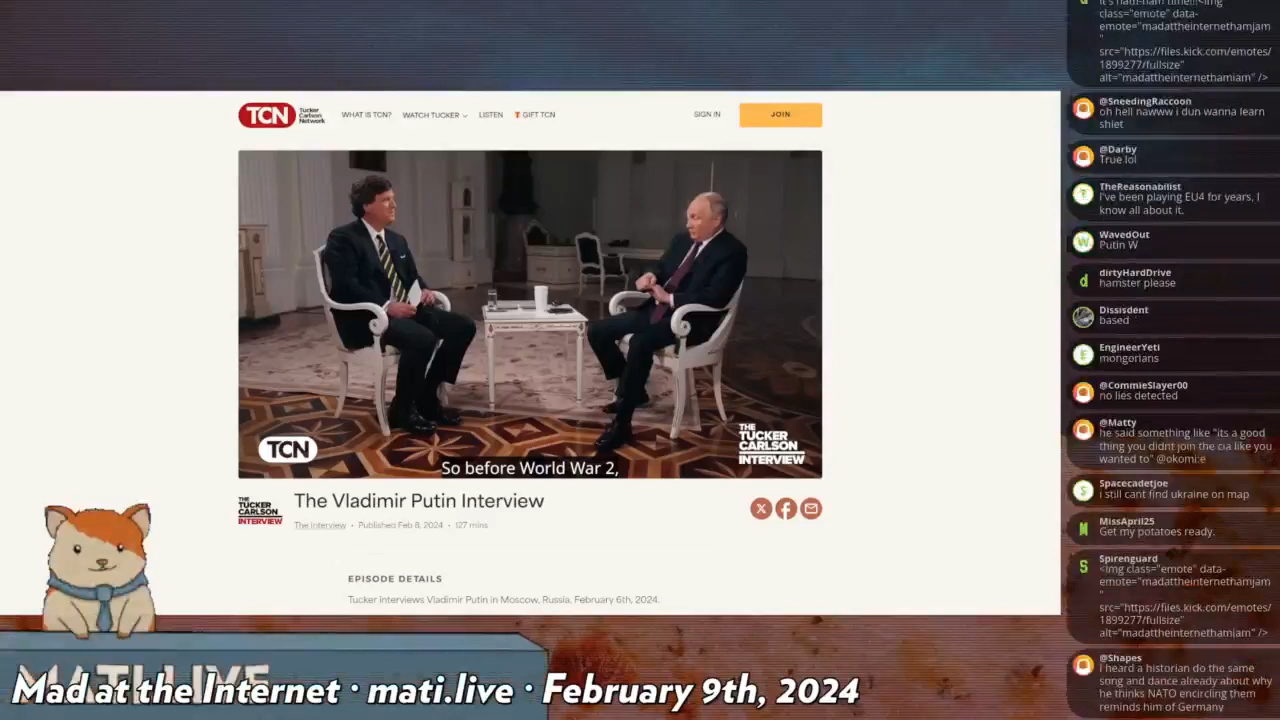 TCN
Tucker
Carlson
Network
WHAT IS TCN?
WATCH TUCKER
LISTEN
GIFT TCN
SIGN IN
JOIN
TCN
THE
TUCKER
CARLSON
INTERVIEW
So before World War 2,
THE
TUCKER
CARLSON
INTERVIEW
The Vladimir Putin Interview
The Interview • Published Feb 8, 2024 • 127 mins
EPISODE DETAILS
Tucker interviews Vladimir Putin in Moscow, Russia, February 6th, 2024.
MATI.LIVE
Mad at the Internet · mati.live · February 9th, 2024
it's ham-ham time!!!<img
class="emote" data-
emote="madattheinternethamjam
"
src="https://files.kick.com/emotes/
1899277/fullsize"
alt="madattheinternethamjam" />
@SneedingRaccoon
oh hell nawww i dun wanna learn
shiet
@Darby
True lol
TheReasonabilist
I've been playing EU4 for years, I
know all about it.
WavedOut
Putin W
dirtyHardDrive
hamster please
Dissisdent
based
EngineerYeti
mongerians
@CommieSlayer00
no lies detected
@Matty
he said something like "its a good
thing you didnt join the cia like you
wanted to" @okomi:e
Spacecadetjoe
i still cant find ukraine on map
MissApril25
Get my potatoes ready.
Spirenguard
<img class="emote" data-
emote="madattheinternethamjam
"
src="https://files.kick.com/emotes/
1899277/fullsize"
alt="madattheinternethamjam" />
@Shapes
I heard a historian do the same
song and dance already about why
he thinks NATO encircling them
reminds him of Germany